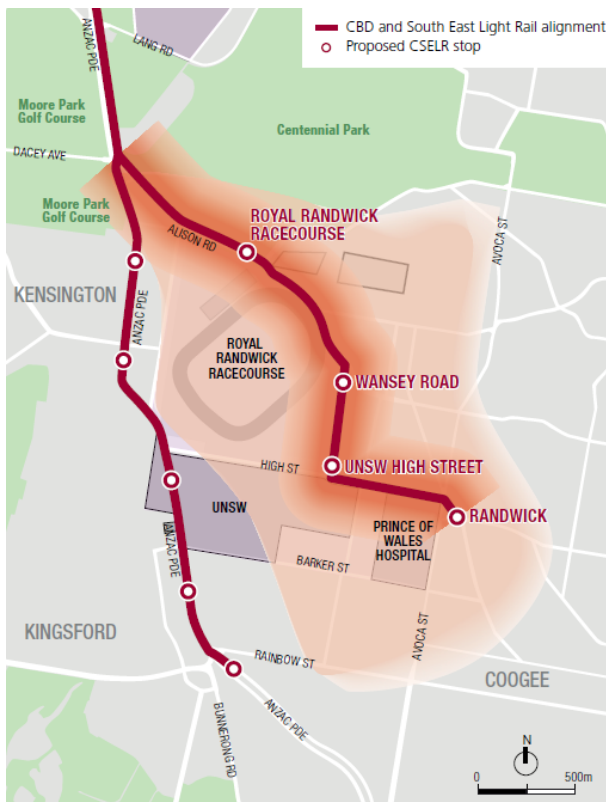 CBD and South East Light Rail alignment
Proposed CSELR stop
ANZAC PDE
LANG RD
Moore Park
Golf Course
Centennial Park
DACEY AVE
Moore Park
Golf Course
ALISON RD
ROYAL RANDWICK
RACECOURSE
AVOCA ST
KENSINGTON
ANZAC PDE
ROYAL
RANDWICK
RACECOURSE
WANSEY ROAD
HIGH ST
UNSW HIGH STREET
UNSW
RANDWICK
PRINCE OF
WALES
HOSPITAL
ANZAC PDE
BARKER ST
KINGSFORD
AVOCA ST
RAINBOW ST
COOGEE
BUNNERONG RD
ANZAC PDE
N
0 500m